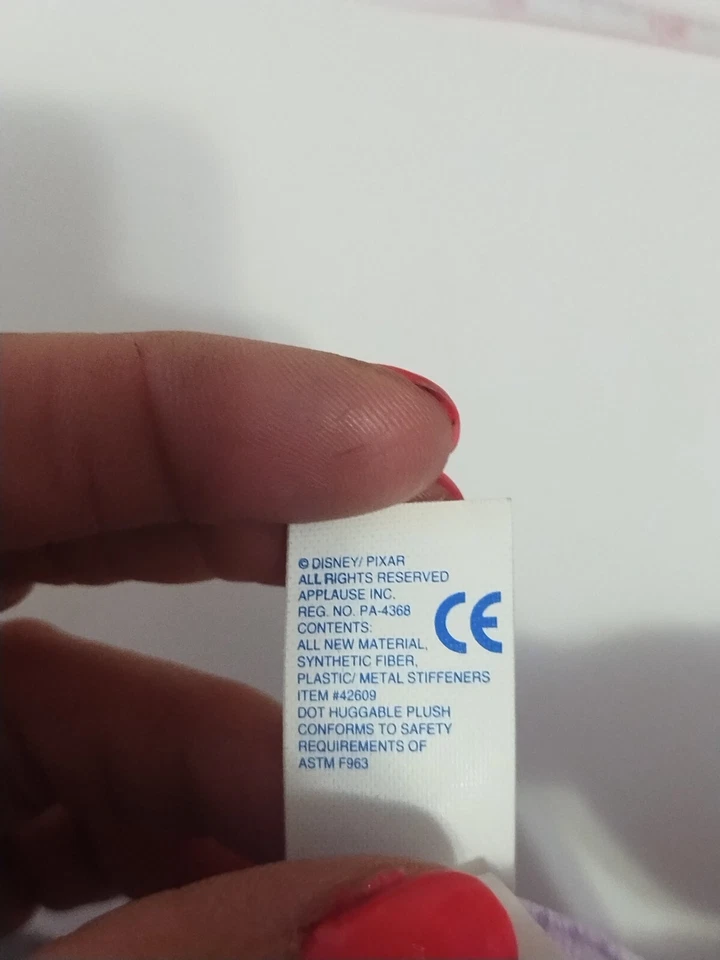 © DISNEY/ PIXAR
ALL RIGHTS RESERVED
APPLAUSE INC.
REG. NO. PA-4368
CONTENTS:
ALL NEW MATERIAL,
SYNTHETIC FIBER,
PLASTIC/ METAL STIFFENERS
ITEM #42609
DOT HUGGABLE PLUSH
CONFORMS TO SAFETY
REQUIREMENTS OF
ASTM F963
CE